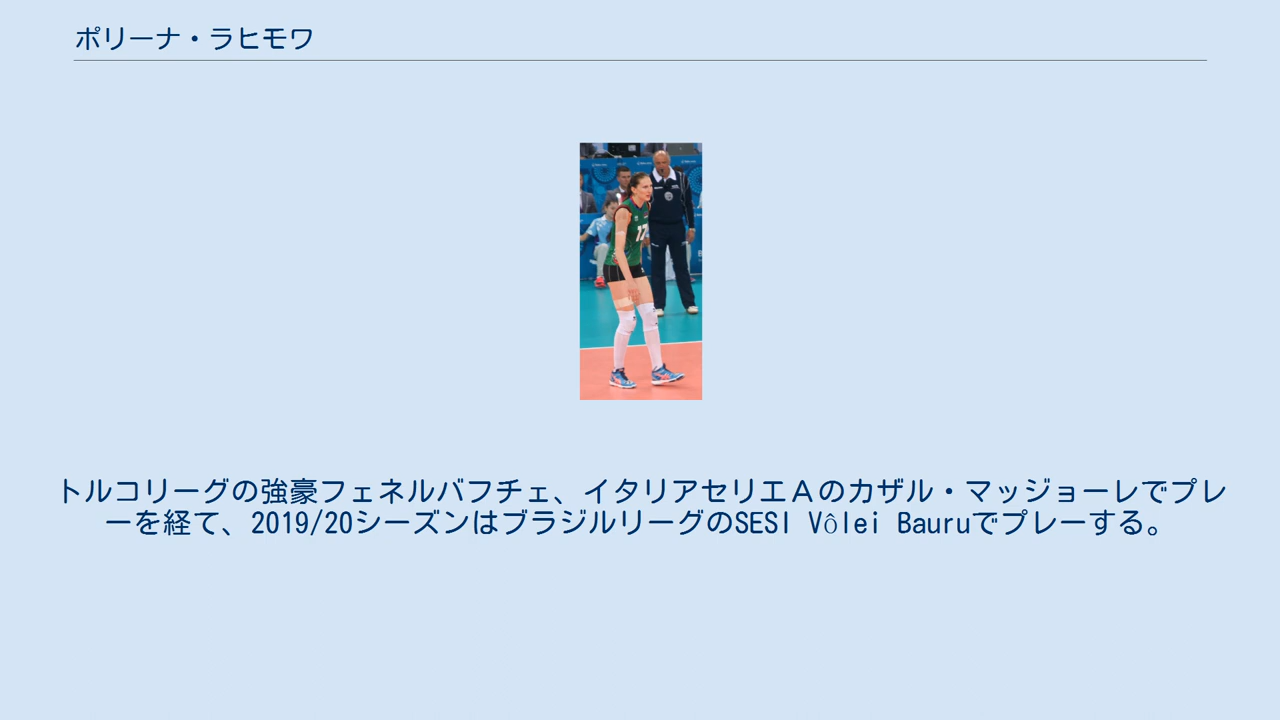 ポリーナ・ラヒモワ
17
トルコリーグの強豪フェネルバフチェ、イタリアセリエＡのカザル・マッジョーレでプレ
ーを経て、2019/20シーズンはブラジルリーグのSESI Vôlei Bauruでプレーする。